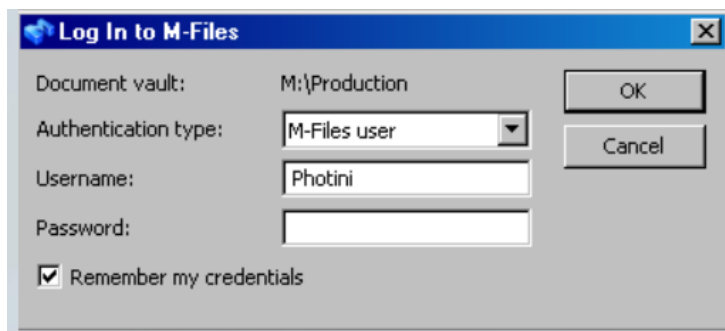 Log In to M-Files
Document vault: M:\Production OK
Authentication type: M-Files user Cancel
Username: Photini
Password:
Remember my credentials